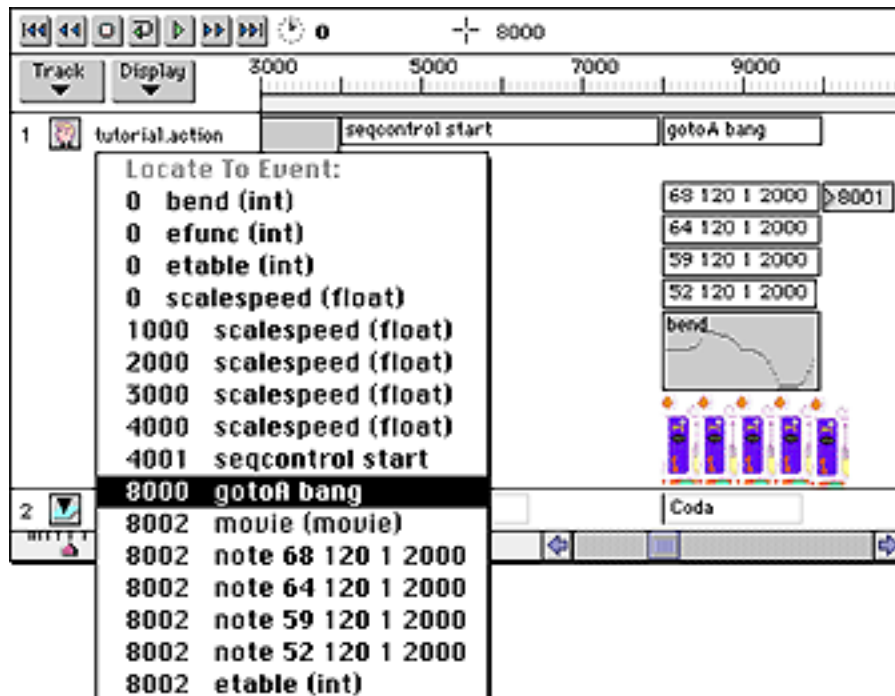 0 8000
Track Display 3000 5000 7000 9000
1 tutorial.action seqcontrol start gotoA bang
Locate To Event:
0 bend (int)
0 efunc (int)
0 etable (int)
0 scalespeed (float)
1000 scalespeed (float)
2000 scalespeed (float)
3000 scalespeed (float)
4000 scalespeed (float)
4001 seqcontrol start
8000 gotoA bang
8002 movie (movie)
8002 note 68 120 1 2000
8002 note 64 120 1 2000
8002 note 59 120 1 2000
8002 note 52 120 1 2000
8002 etable (int)
68 120 1 2000 8001
64 120 1 2000
59 120 1 2000
52 120 1 2000
bend
2 Coda